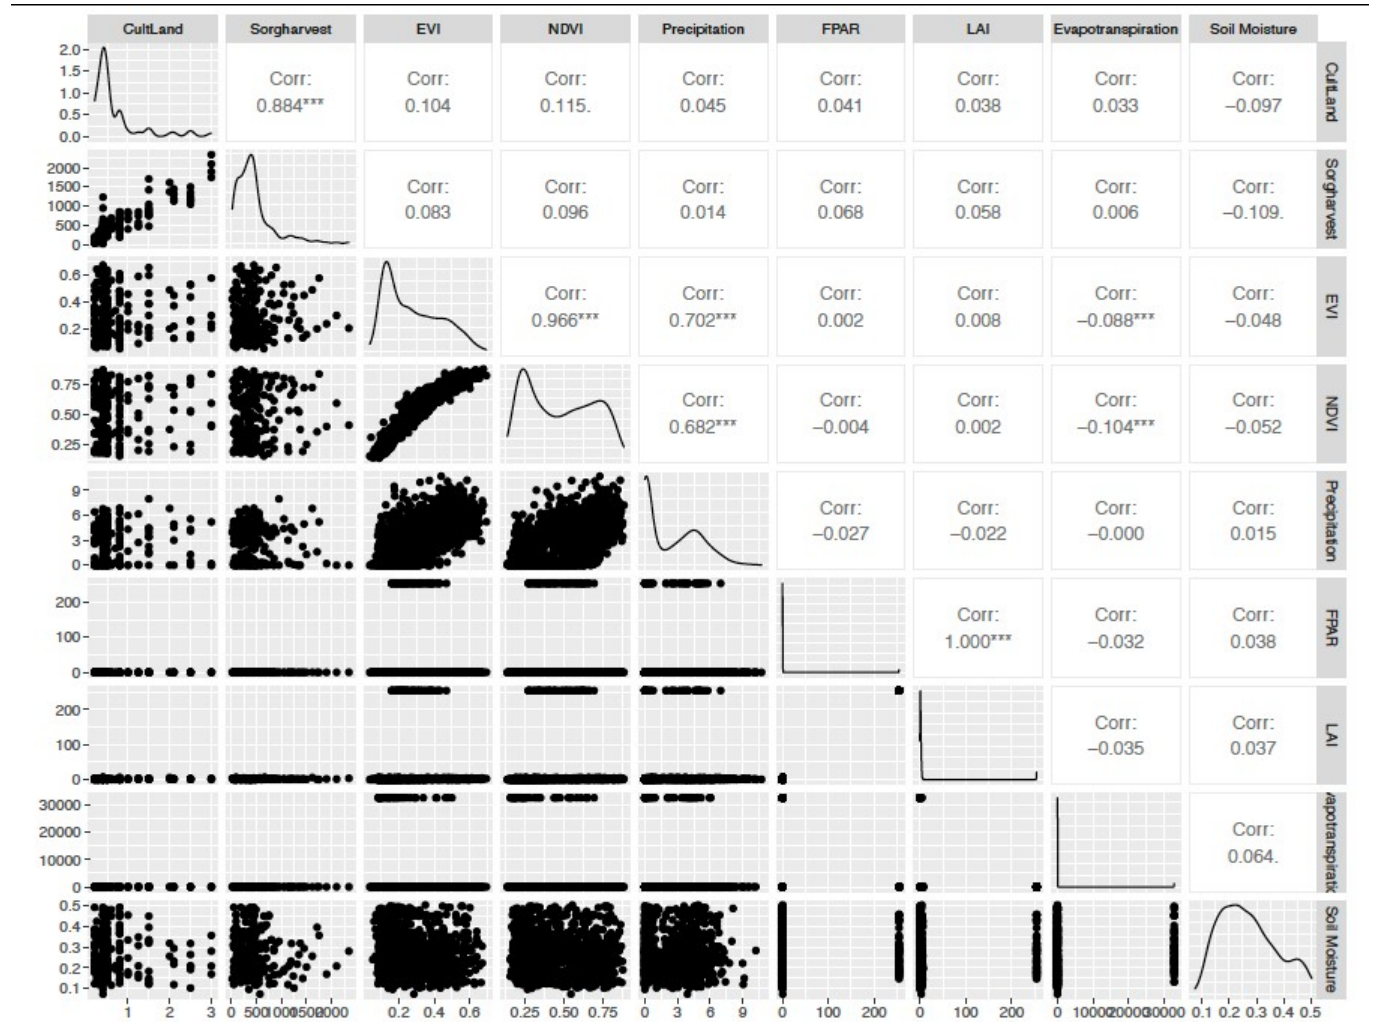 CultLand Sorgharvest EVI NDVI Precipitation FPAR LAI Evapotranspiration Soil Moisture
2.0
1.5
1.0
0.5
0.0
Corr: Corr: Corr: Corr: Corr: Corr: Corr: Corr:
0.884*** 0.104 0.115. 0.045 0.041 0.038 0.033 −0.097
CultLand
2000
1500
1000
500
0
Corr: Corr: Corr: Corr: Corr: Corr: Corr:
0.083 0.096 0.014 0.068 0.058 0.006 −0.109.
Sorgharvest
0.6
0.4
0.2
Corr: Corr: Corr: Corr: Corr: Corr:
0.966*** 0.702*** 0.002 0.008 −0.088*** −0.048
EVI
0.75
0.50
0.25
Corr: Corr: Corr: Corr: Corr:
0.682*** −0.004 0.002 −0.104*** −0.052
NDVI
9
6
3
0
Corr: Corr: Corr: Corr:
−0.027 −0.022 −0.000 0.015
Precipitation
200
100
0
Corr: Corr: Corr:
1.000*** −0.032 0.038
FPAR
200
100
0
Corr: Corr:
−0.035 0.037
LAI
30000
20000
10000
0
Corr:
0.064.
vapotranspirati
0.5
0.4
0.3
0.2
0.1
Soil Moisture
1 2 3 0 500 1000 1500 2000 0.2 0.4 0.6 0.25 0.50 0.75 0 3 6 9 0 100 200 0 100 200 0 10000 20000 30000 0.1 0.2 0.3 0.4 0.5